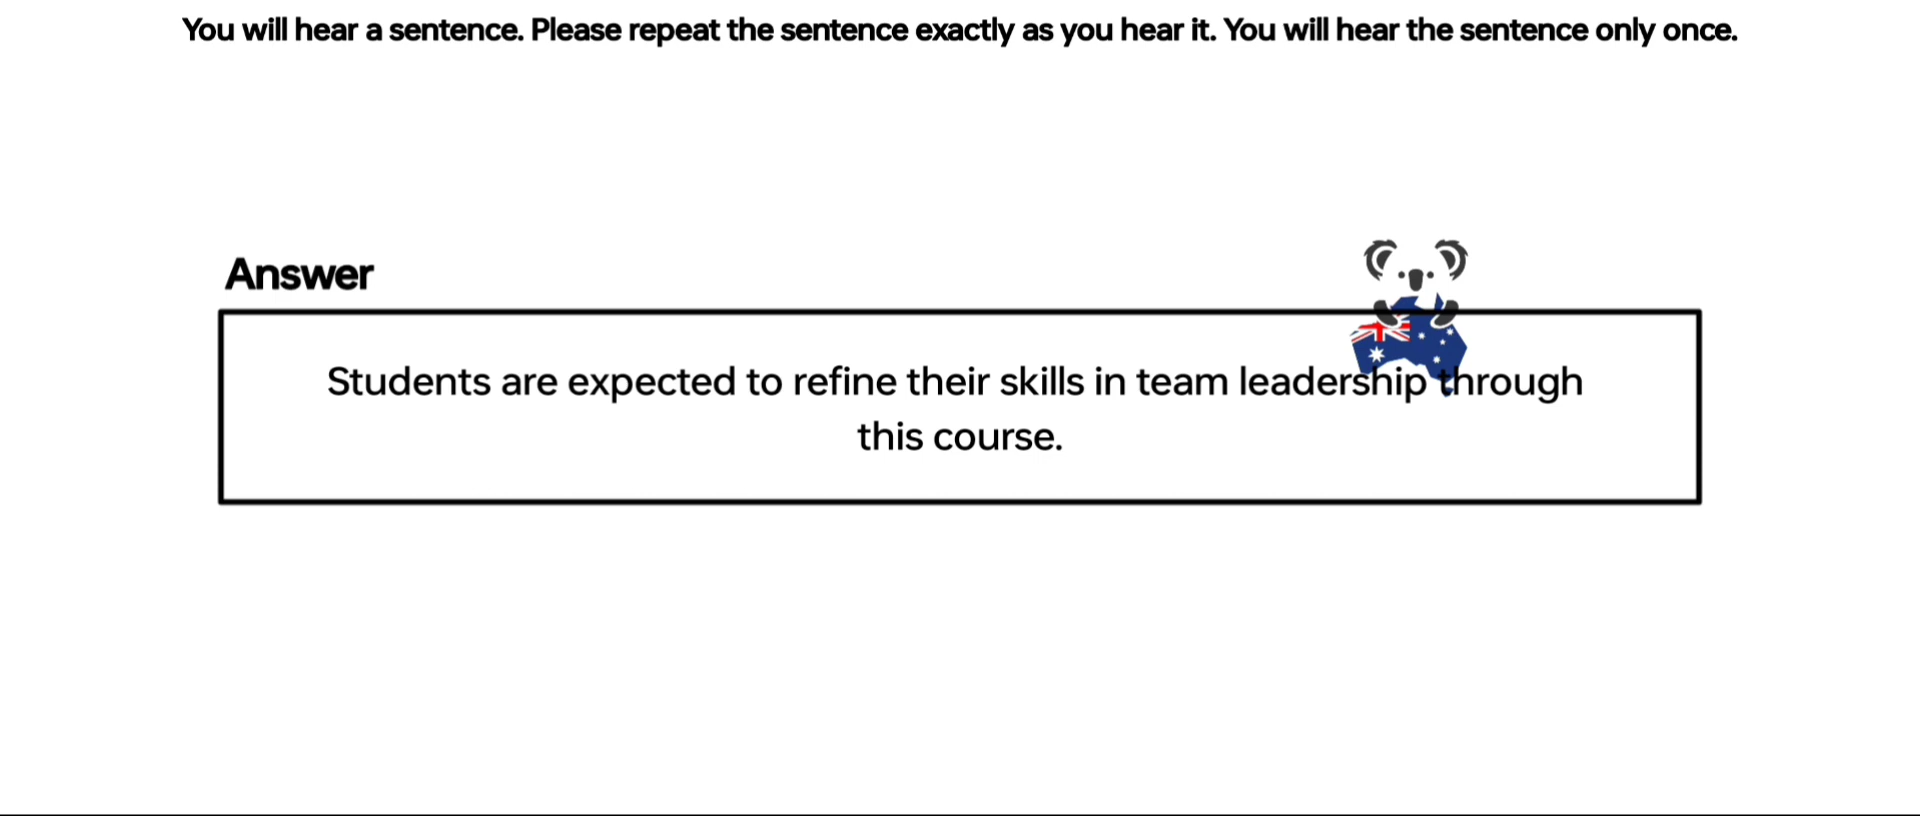 You will hear a sentence. Please repeat the sentence exactly as you hear it. You will hear the sentence only once.
Answer
Students are expected to refine their skills in team leadership through
this course.